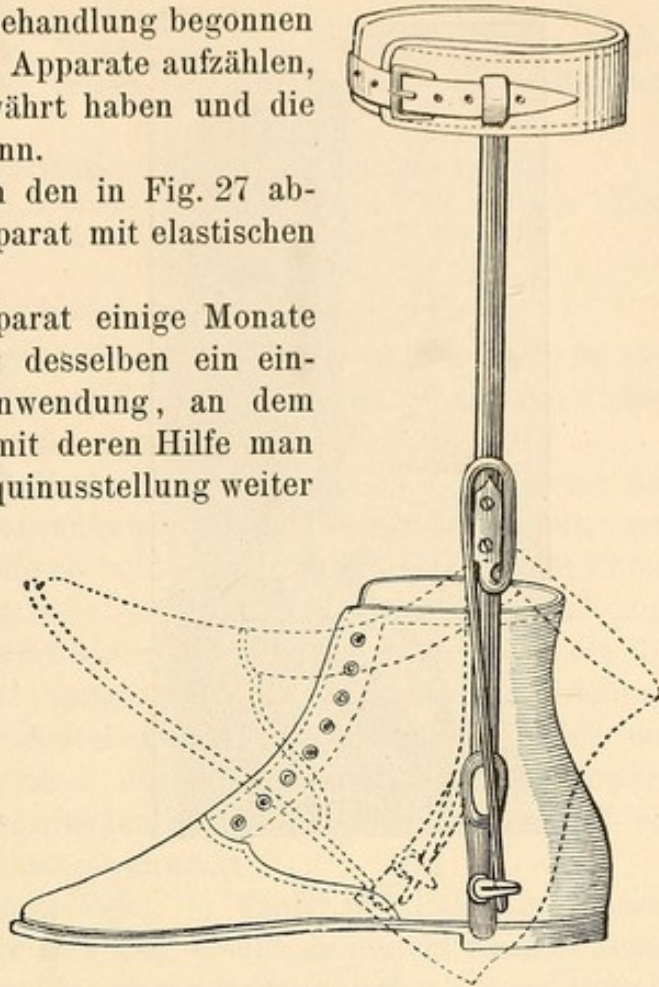 ehandlung begonnen
Apparate aufzählen,
währt haben und die
nn.
den in Fig. 27 ab-
parat mit elastischen
parat einige Monate
desselben ein ein-
nwendung, an dem
mit deren Hilfe man
quinusstellung weiter